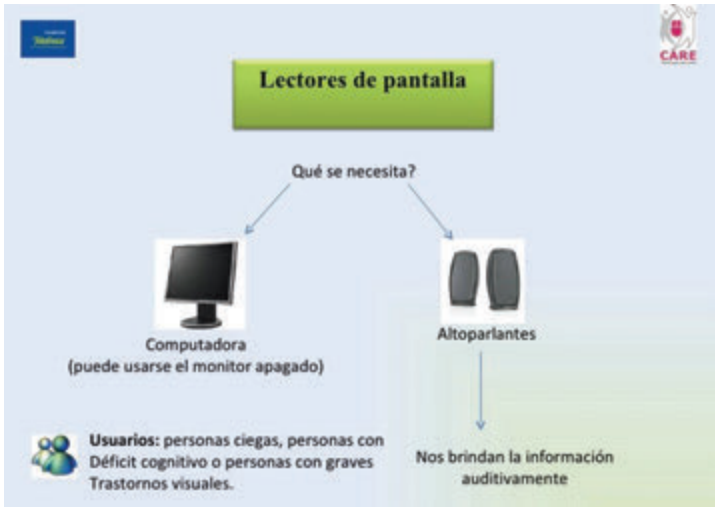 CARE
Lectores de pantalla
Qué se necesita?
Computadora
(puede usarse el monitor apagado)
Altoparlantes
Usuarios: personas ciegas, personas con
Déficit cognitivo o personas con graves
Trastornos visuales.
Nos brindan la información
auditivamente